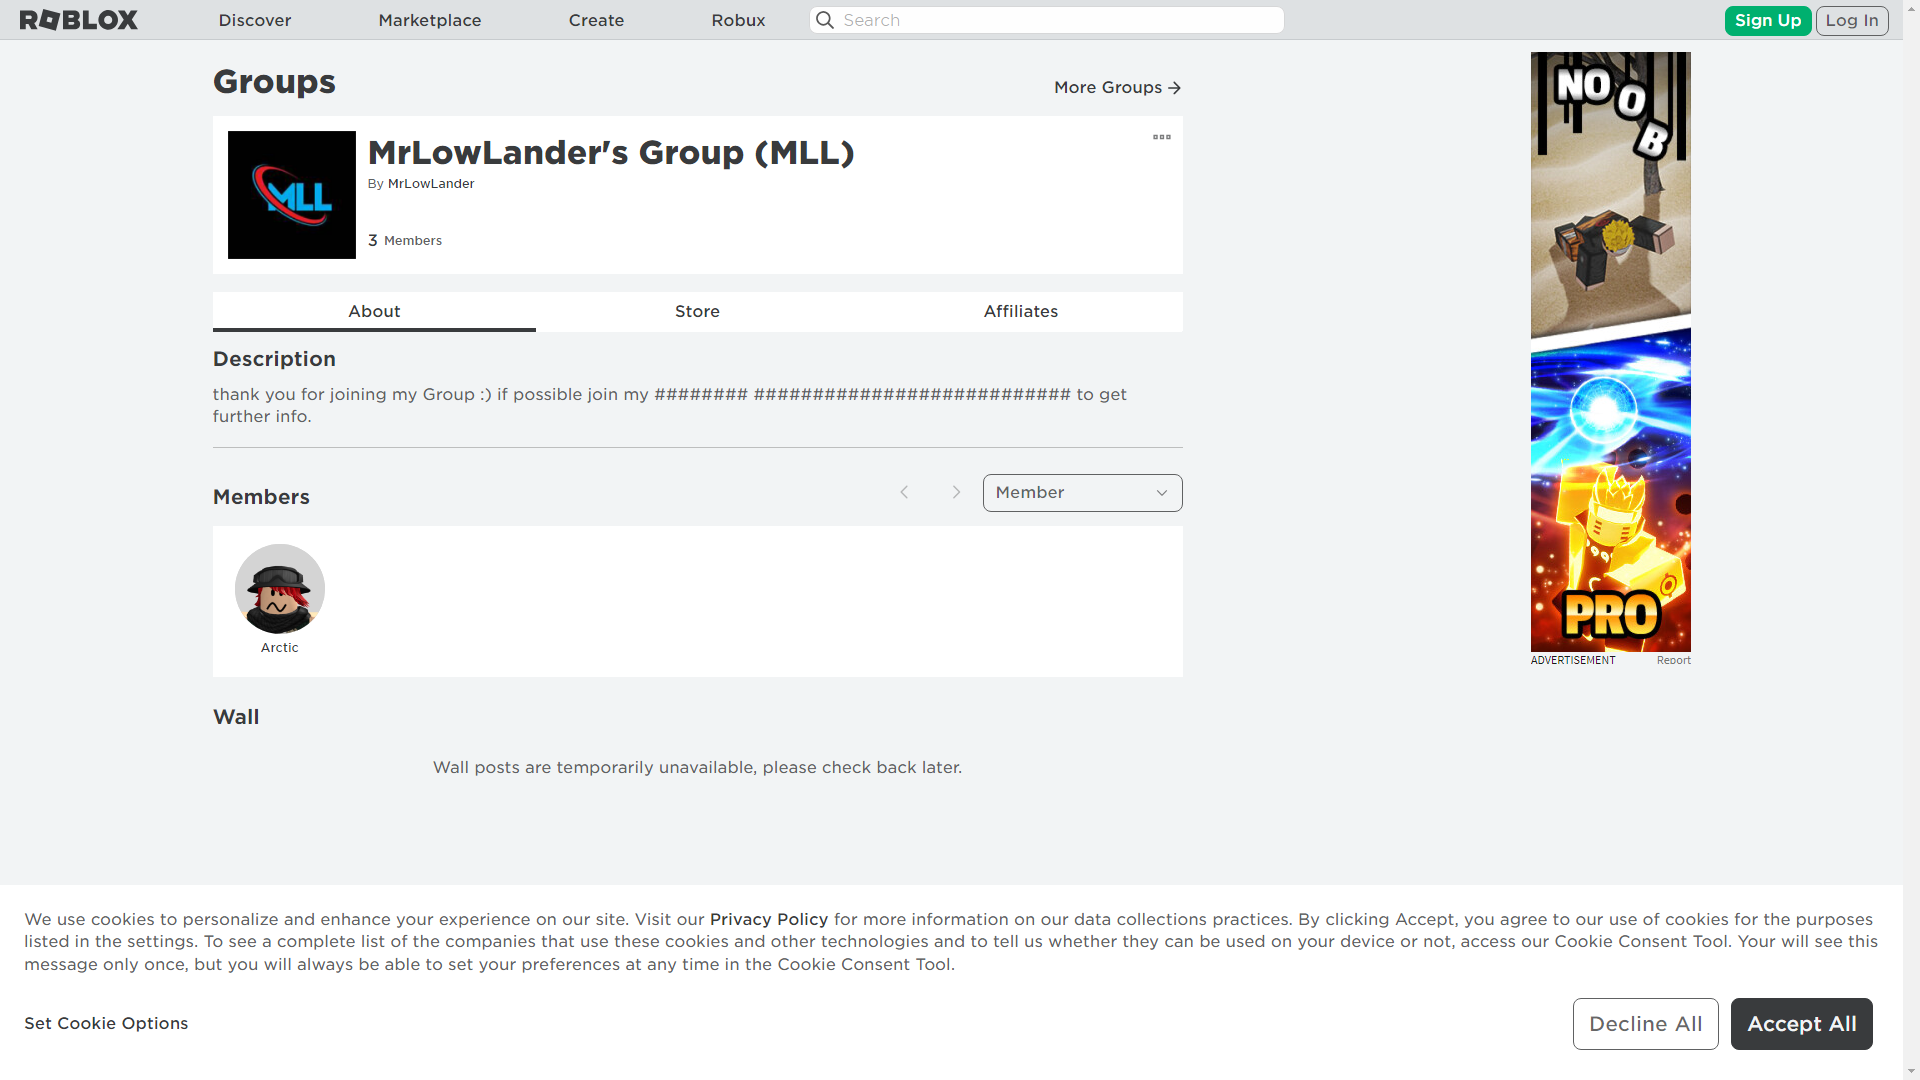 ROBLOX
Discover
Marketplace
Create
Robux
Search
Sign Up
Log In
Groups
More Groups
MLL
MrLowLander's Group (MLL)
By MrLowLander
3 Members
About
Store
Affiliates
Description
thank you for joining my Group :) if possible join my ######## ########################### to get
further info.
Members
Member
Arctic
Wall
Wall posts are temporarily unavailable, please check back later.
NOOB
PRO
ADVERTISEMENT
Report
We use cookies to personalize and enhance your experience on our site. Visit our Privacy Policy for more information on our data collections practices. By clicking Accept, you agree to our use of cookies for the purposes
listed in the settings. To see a complete list of the companies that use these cookies and other technologies and to tell us whether they can be used on your device or not, access our Cookie Consent Tool. Your will see this
message only once, but you will always be able to set your preferences at any time in the Cookie Consent Tool.
Set Cookie Options
Decline All
Accept All